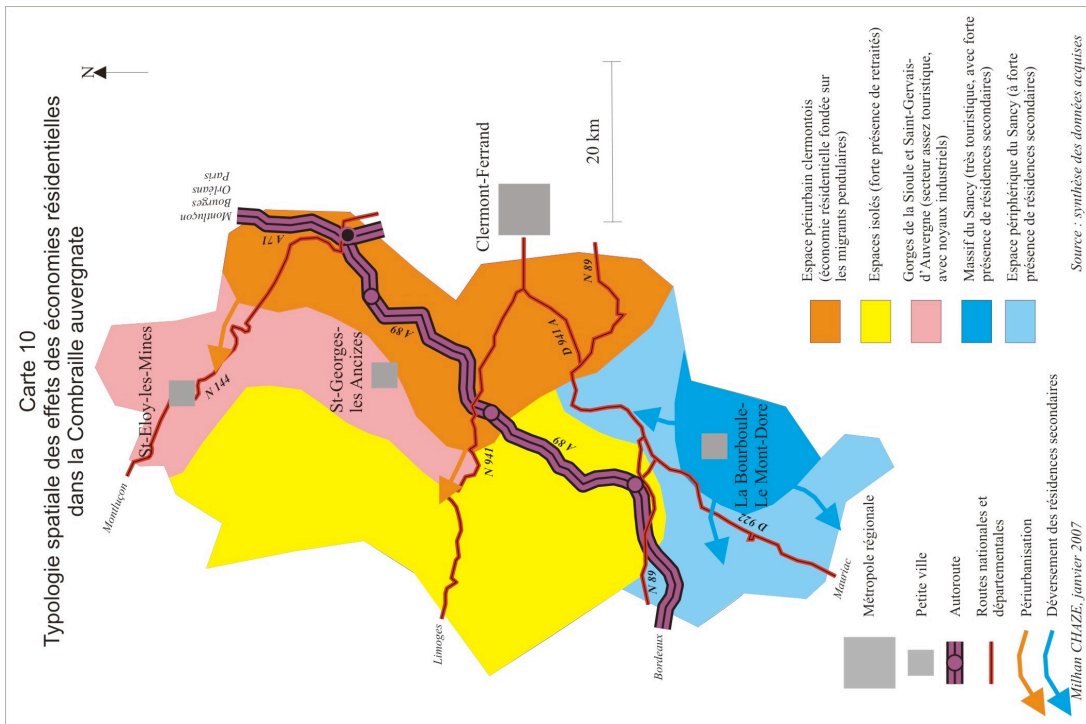 Carte 10
Typologie spatiale des effets des économies résidentielles
dans la Combraille auvergnate
N
Montluçon
Bourges
Orléans
Paris
A 71
Montluçon
St-Eloy-les-Mines
N 144
St-Georges-
les Ancizes
A 89
Clermont-Ferrand
20 km
N 89
D 941 A
N 941
Limoges
A 89
La Bourboule-
Le Mont-Dore
D 922
N 89
Bordeaux
Mauriac
Métropole régionale
Petite ville
Autoroute
Routes nationales et
départementales
Périurbanisation
Déversement des résidences secondaires
Espace périurbain clermontois
(économie résidentielle fondée sur
les migrants pendulaires)
Espaces isolés (forte présence de retraités)
Gorges de la Sioule et Saint-Gervais-
d'Auvergne (secteur assez touristique,
avec noyaux industriels)
Massif du Sancy (très touristique, avec forte
présence de résidences secondaires)
Espace périphérique du Sancy (à forte
présence de résidences secondaires)
Milhan CHAZE, janvier 2007
Source : synthèse des données acquises